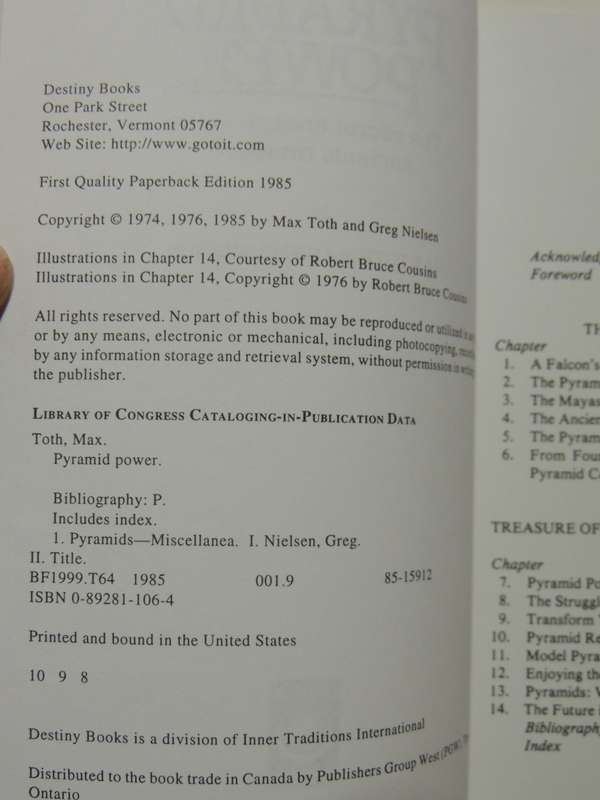 Destiny Books
One Park Street
Rochester, Vermont 05767
Web Site: http://www.gotoit.com
First Quality Paperback Edition 1985
Copyright © 1974, 1976, 1985 by Max Toth and Greg Nielsen
Illustrations in Chapter 14, Courtesy of Robert Bruce Cousins
Illustrations in Chapter 14, Copyright © 1976 by Robert Bruce Cousins
All rights reserved. No part of this book may be reproduced or utilized
or by any means, electronic or mechanical, including photocopying,
by any information storage and retrieval system, without permission in
the publisher.
LIBRARY OF CONGRESS CATALOGING-IN-PUBLICATION DATA
Toth, Max.
Pyramid power.
Bibliography: P.
Includes index.
1. Pyramids—Miscellanea. I. Nielsen, Greg.
II. Title.
BF1999.T64 1985 001.9 85-15912
ISBN 0-89281-106-4
Printed and bound in the United States
10 9 8
Destiny Books is a division of Inner Traditions International
Distributed to the book trade in Canada by Publishers Group West (PGW),
Ontario
Acknowled
Foreword
TH
Chapter
1. A Falcon's
2. The Pyram
3. The Mayas
4. The Ancien
5. The Pyram
6. From Four
Pyramid C
TREASURE OF
Chapter
7. Pyramid Po
8. The Struggl
9. Transform
10. Pyramid Re
11. Model Pyra
12. Enjoying the
13. Pyramids:
14. The Future
Bibliography
Index